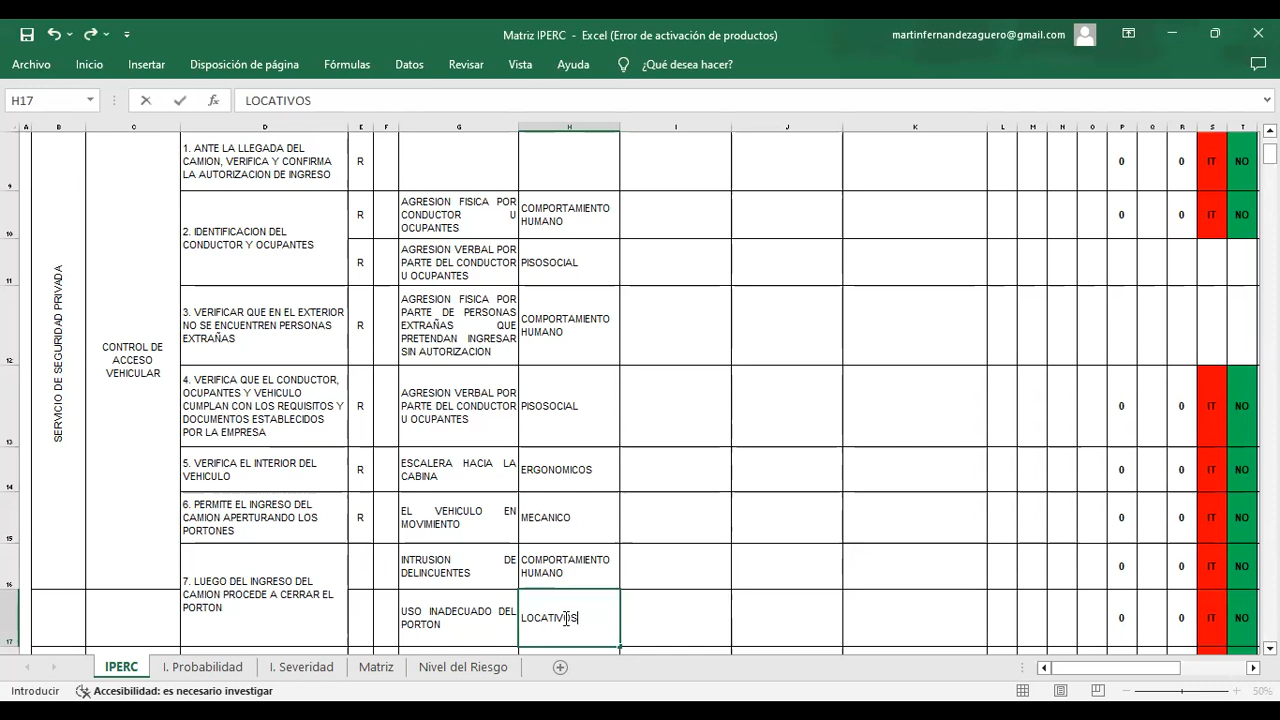 Matriz IPERC - Excel (Error de activación de productos)
martinfernandezaguero@gmail.com
Archivo Inicio Insertar Disposición de página Fórmulas Datos Revisar Vista Ayuda ¿Qué desea hacer?
H17 LOCATIVOS
A B C D E F G H I J K L M N O P Q R S T
9
SERVICIO DE SEGURIDAD PRIVADA
CONTROL DE
ACCESO
VEHICULAR
1. ANTE LA LLEGADA DEL
CAMION, VERIFICA Y CONFIRMA
LA AUTORIZACION DE INGRESO
R
0 0 IT NO
10
2. IDENTIFICACION DEL
CONDUCTOR Y OCUPANTES
R
AGRESION FISICA POR
CONDUCTOR U
OCUPANTES
COMPORTAMIENTO
HUMANO
0 0 IT NO
11
R
AGRESION VERBAL POR
PARTE DEL CONDUCTOR
U OCUPANTES
PISOSOCIAL
12
3. VERIFICAR QUE EN EL EXTERIOR
NO SE ENCUENTREN PERSONAS
EXTRAÑAS
R
AGRESION FISICA POR
PARTE DE PERSONAS
EXTRAÑAS QUE
PRETENDAN INGRESAR
SIN AUTORIZACION
COMPORTAMIENTO
HUMANO
13
4. VERIFICA QUE EL CONDUCTOR,
OCUPANTES Y VEHICULO
CUMPLAN CON LOS REQUISITOS Y
DOCUMENTOS ESTABLECIDOS
POR LA EMPRESA
R
AGRESION VERBAL POR
PARTE DEL CONDUCTOR
U OCUPANTES
PISOSOCIAL
0 0 IT NO
14
5. VERIFICA EL INTERIOR DEL
VEHICULO
R
ESCALERA HACIA LA
CABINA
ERGONOMICOS
0 0 IT NO
15
6. PERMITE EL INGRESO DEL
CAMION APERTURANDO LOS
PORTONES
R
EL VEHICULO EN
MOVIMIENTO
MECANICO
0 0 IT NO
16
7. LUEGO DEL INGRESO DEL
CAMION PROCEDE A CERRAR EL
PORTON
INTRUSION DE
DELINCUENTES
COMPORTAMIENTO
HUMANO
0 0 IT NO
17
USO INADECUADO DEL
PORTON
LOCATIVOS
0 0 IT NO
IPERC I. Probabilidad I. Severidad Matriz Nivel del Riesgo
Introducir Accesibilidad: es necesario investigar 50%